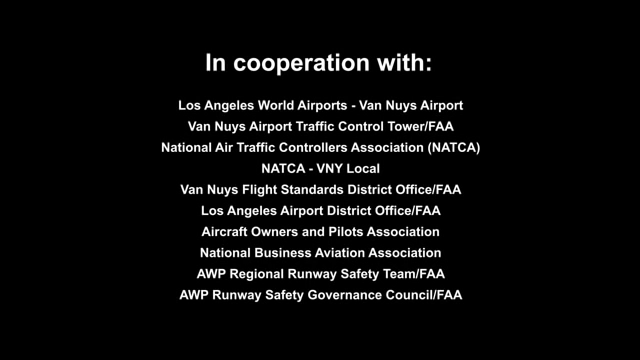 In cooperation with:
Los Angeles World Airports - Van Nuys Airport
Van Nuys Airport Traffic Control Tower/FAA
National Air Traffic Controllers Association (NATCA)
NATCA - VNY Local
Van Nuys Flight Standards District Office/FAA
Los Angeles Airport District Office/FAA
Aircraft Owners and Pilots Association
National Business Aviation Association
AWP Regional Runway Safety Team/FAA
AWP Runway Safety Governance Council/FAA